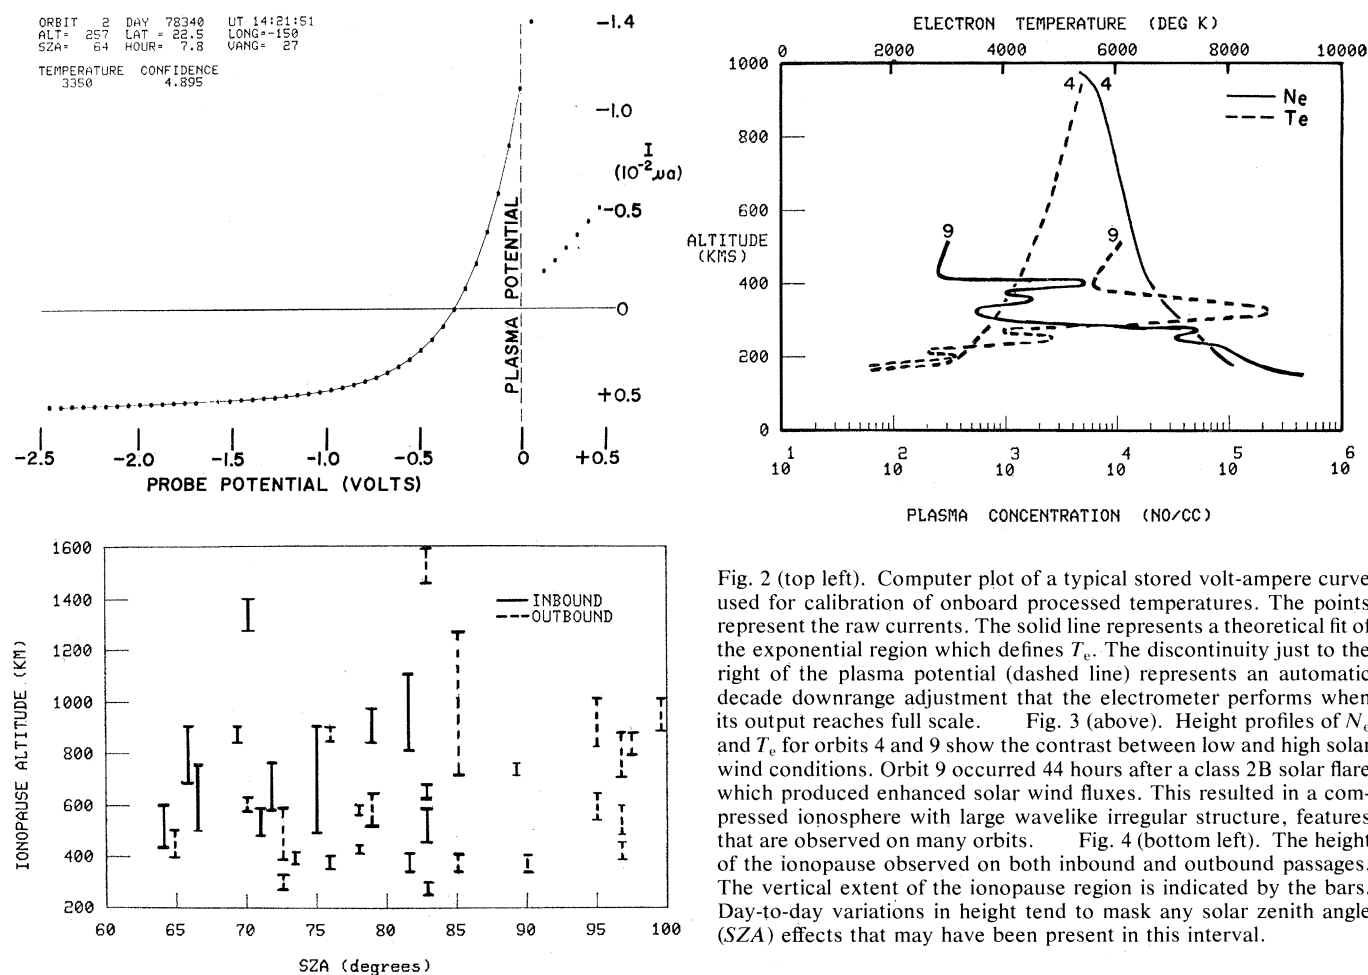 ORBIT 2 DAY 78340 UT 14:21:51
ALT= 257 LAT = 22.5 LONG=-150
SZA= 64 HOUR= 7.8 VANG= 27
TEMPERATURE CONFIDENCE
3350 4.895
-1.4
-1.0
I
(10⁻² μa)
-0.5
0
+0.5
PLASMA POTENTIAL
-2.5 -2.0 -1.5 -1.0 -0.5 0 +0.5
PROBE POTENTIAL (VOLTS)
ELECTRON TEMPERATURE (DEG K)
0 2000 4000 6000 8000 10000
1000
800
600
ALTITUDE
(KMS)
400
200
0
4 4
9 9
Ne
Te
10¹ 10² 10³ 10⁴ 10⁵ 10⁶
PLASMA CONCENTRATION (NO/CC)
1600
1400
1200
1000
800
600
400
200
IONOPAUSE ALTITUDE (KM)
INBOUND
OUTBOUND
60 65 70 75 80 85 90 95 100
SZA (degrees)
Fig. 2 (top left). Computer plot of a typical stored volt-ampere curve
used for calibration of onboard processed temperatures. The points
represent the raw currents. The solid line represents a theoretical fit of
the exponential region which defines Tₑ. The discontinuity just to the
right of the plasma potential (dashed line) represents an automatic
decade downrange adjustment that the electrometer performs when
its output reaches full scale. Fig. 3 (above). Height profiles of Nₑ
and Tₑ for orbits 4 and 9 show the contrast between low and high solar
wind conditions. Orbit 9 occurred 44 hours after a class 2B solar flare
which produced enhanced solar wind fluxes. This resulted in a com-
pressed ionosphere with large wavelike irregular structure, features
that are observed on many orbits. Fig. 4 (bottom left). The height
of the ionopause observed on both inbound and outbound passages.
The vertical extent of the ionopause region is indicated by the bars.
Day-to-day variations in height tend to mask any solar zenith angle
(SZA) effects that may have been present in this interval.